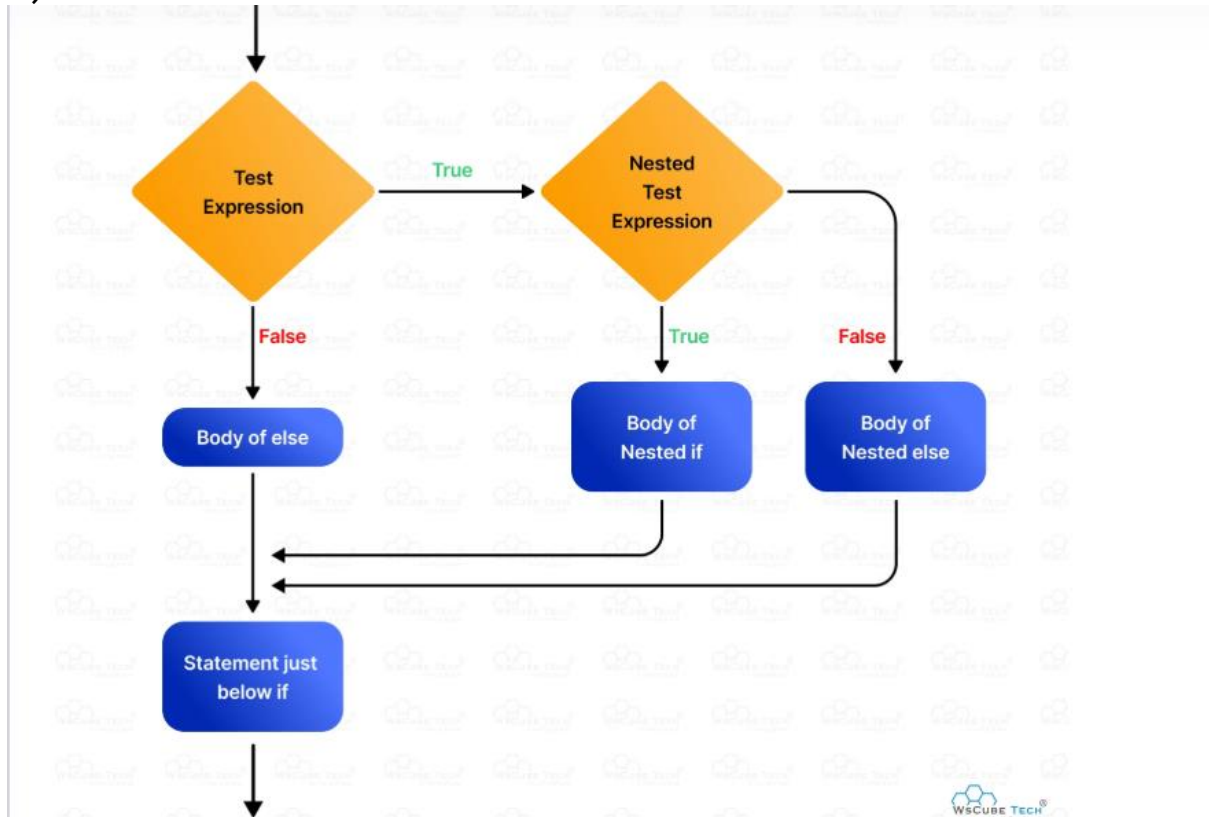 Test
Expression
True
Nested
Test
Expression
False
True
False
Body of else
Body of
Nested if
Body of
Nested else
Statement just
below if
WsCube Tech®